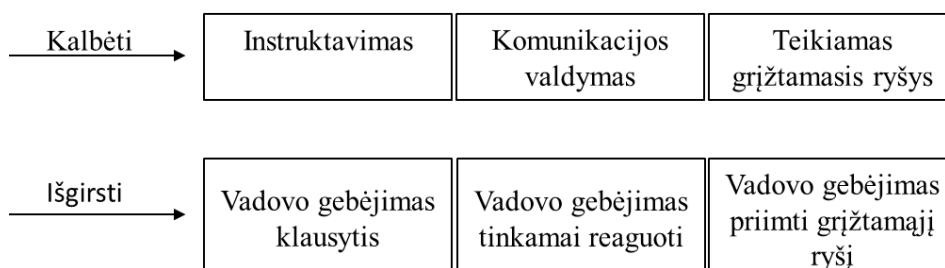 Kalbėti
Instruktavimas
Komunikacijos
valdymas
Teikiamas
grįžtamasis ryšys
Išgirsti
Vadovo gebėjimas
klausytis
Vadovo gebėjimas
tinkamai reaguoti
Vadovo gebėjimas
priimti grįžtamąjį
ryšį